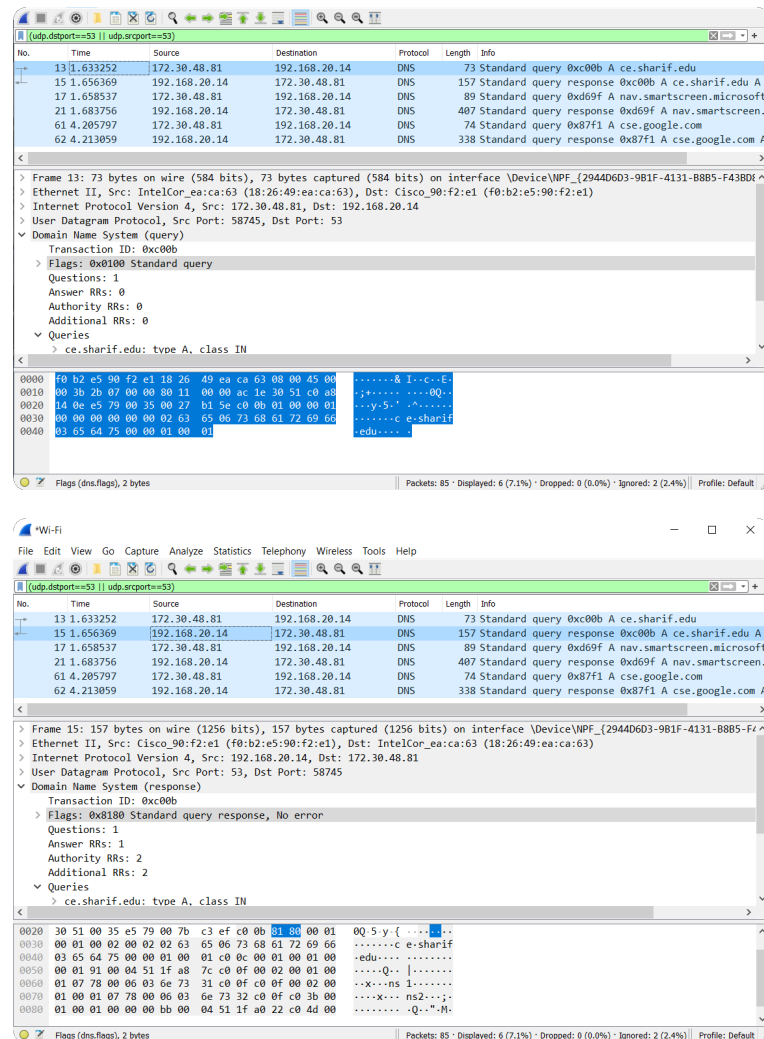 (udp.dstport==53 || udp.srcport==53)
No. Time Source Destination Protocol Length Info
13 1.633252 172.30.48.81 192.168.20.14 DNS 73 Standard query 0xc00b A ce.sharif.edu
15 1.656369 192.168.20.14 172.30.48.81 DNS 157 Standard query response 0xc00b A ce.sharif.edu A
17 1.658537 172.30.48.81 192.168.20.14 DNS 89 Standard query 0xd69f A nav.smartscreen.microsoft
21 1.683756 192.168.20.14 172.30.48.81 DNS 407 Standard query response 0xd69f A nav.smartscreen.
61 4.205797 172.30.48.81 192.168.20.14 DNS 74 Standard query 0x87f1 A cse.google.com
62 4.213059 192.168.20.14 172.30.48.81 DNS 338 Standard query response 0x87f1 A cse.google.com A
Frame 13: 73 bytes on wire (584 bits), 73 bytes captured (584 bits) on interface \Device\NPF_{2944D6D3-9B1F-4131-B8B5-F43BD8
Ethernet II, Src: IntelCor_ea:ca:63 (18:26:49:ea:ca:63), Dst: Cisco_90:f2:e1 (f0:b2:e5:90:f2:e1)
Internet Protocol Version 4, Src: 172.30.48.81, Dst: 192.168.20.14
User Datagram Protocol, Src Port: 58745, Dst Port: 53
Domain Name System (query)
Transaction ID: 0xc00b
Flags: 0x0100 Standard query
Questions: 1
Answer RRs: 0
Authority RRs: 0
Additional RRs: 0
Queries
ce.sharif.edu: type A, class IN
0000 f0 b2 e5 90 f2 e1 18 26 49 ea ca 63 08 00 45 00 ·······& I··c··E·
0010 00 3b 2b 07 00 00 80 11 00 00 ac 1e 30 51 c0 a8 ·;+····· ····0Q··
0020 14 0e e5 79 00 35 00 27 b1 5e c0 0b 01 00 00 01 ···y·5·' ·^······
0030 00 00 00 00 00 00 02 63 65 06 73 68 61 72 69 66 ·······c e·sharif
0040 03 65 64 75 00 00 01 00 01 ·edu···· ·
Flags (dns.flags), 2 bytes Packets: 85 · Displayed: 6 (7.1%) · Dropped: 0 (0.0%) · Ignored: 2 (2.4%) Profile: Default
*Wi-Fi
File Edit View Go Capture Analyze Statistics Telephony Wireless Tools Help
(udp.dstport==53 || udp.srcport==53)
No. Time Source Destination Protocol Length Info
13 1.633252 172.30.48.81 192.168.20.14 DNS 73 Standard query 0xc00b A ce.sharif.edu
15 1.656369 192.168.20.14 172.30.48.81 DNS 157 Standard query response 0xc00b A ce.sharif.edu A
17 1.658537 172.30.48.81 192.168.20.14 DNS 89 Standard query 0xd69f A nav.smartscreen.microsoft
21 1.683756 192.168.20.14 172.30.48.81 DNS 407 Standard query response 0xd69f A nav.smartscreen.
61 4.205797 172.30.48.81 192.168.20.14 DNS 74 Standard query 0x87f1 A cse.google.com
62 4.213059 192.168.20.14 172.30.48.81 DNS 338 Standard query response 0x87f1 A cse.google.com A
Frame 15: 157 bytes on wire (1256 bits), 157 bytes captured (1256 bits) on interface \Device\NPF_{2944D6D3-9B1F-4131-B8B5-F4
Ethernet II, Src: Cisco_90:f2:e1 (f0:b2:e5:90:f2:e1), Dst: IntelCor_ea:ca:63 (18:26:49:ea:ca:63)
Internet Protocol Version 4, Src: 192.168.20.14, Dst: 172.30.48.81
User Datagram Protocol, Src Port: 53, Dst Port: 58745
Domain Name System (response)
Transaction ID: 0xc00b
Flags: 0x8180 Standard query response, No error
Questions: 1
Answer RRs: 1
Authority RRs: 2
Additional RRs: 2
Queries
ce.sharif.edu: type A, class IN
0020 30 51 00 35 e5 79 00 7b c3 ef c0 0b 81 80 00 01 0Q·5·y·{ ········
0030 00 01 00 02 00 02 02 63 65 06 73 68 61 72 69 66 ·······c e·sharif
0040 03 65 64 75 00 00 01 00 01 c0 0c 00 01 00 01 00 ·edu···· ········
0050 00 01 91 00 04 51 1f a8 7c c0 0f 00 02 00 01 00 ·····Q·· |·······
0060 01 07 78 00 06 03 6e 73 31 c0 0f c0 0f 00 02 00 ··x···ns 1·······
0070 01 00 01 07 78 00 06 03 6e 73 32 c0 0f c0 3b 00 ····x··· ns2···;·
0080 01 00 01 00 00 00 bb 00 04 51 1f a0 22 c0 4d 00 ········ ·Q··"·M·
Flags (dns.flags), 2 bytes Packets: 85 · Displayed: 6 (7.1%) · Dropped: 0 (0.0%) · Ignored: 2 (2.4%) Profile: Default